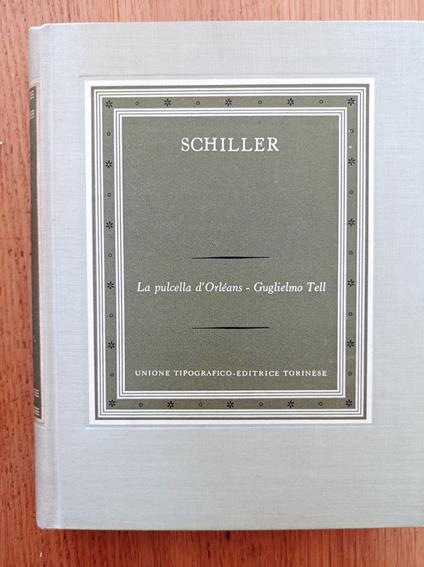 SCHILLER
La pulcella d'Orléans - Guglielmo Tell
UNIONE TIPOGRAFICO-EDITRICE TORINESE